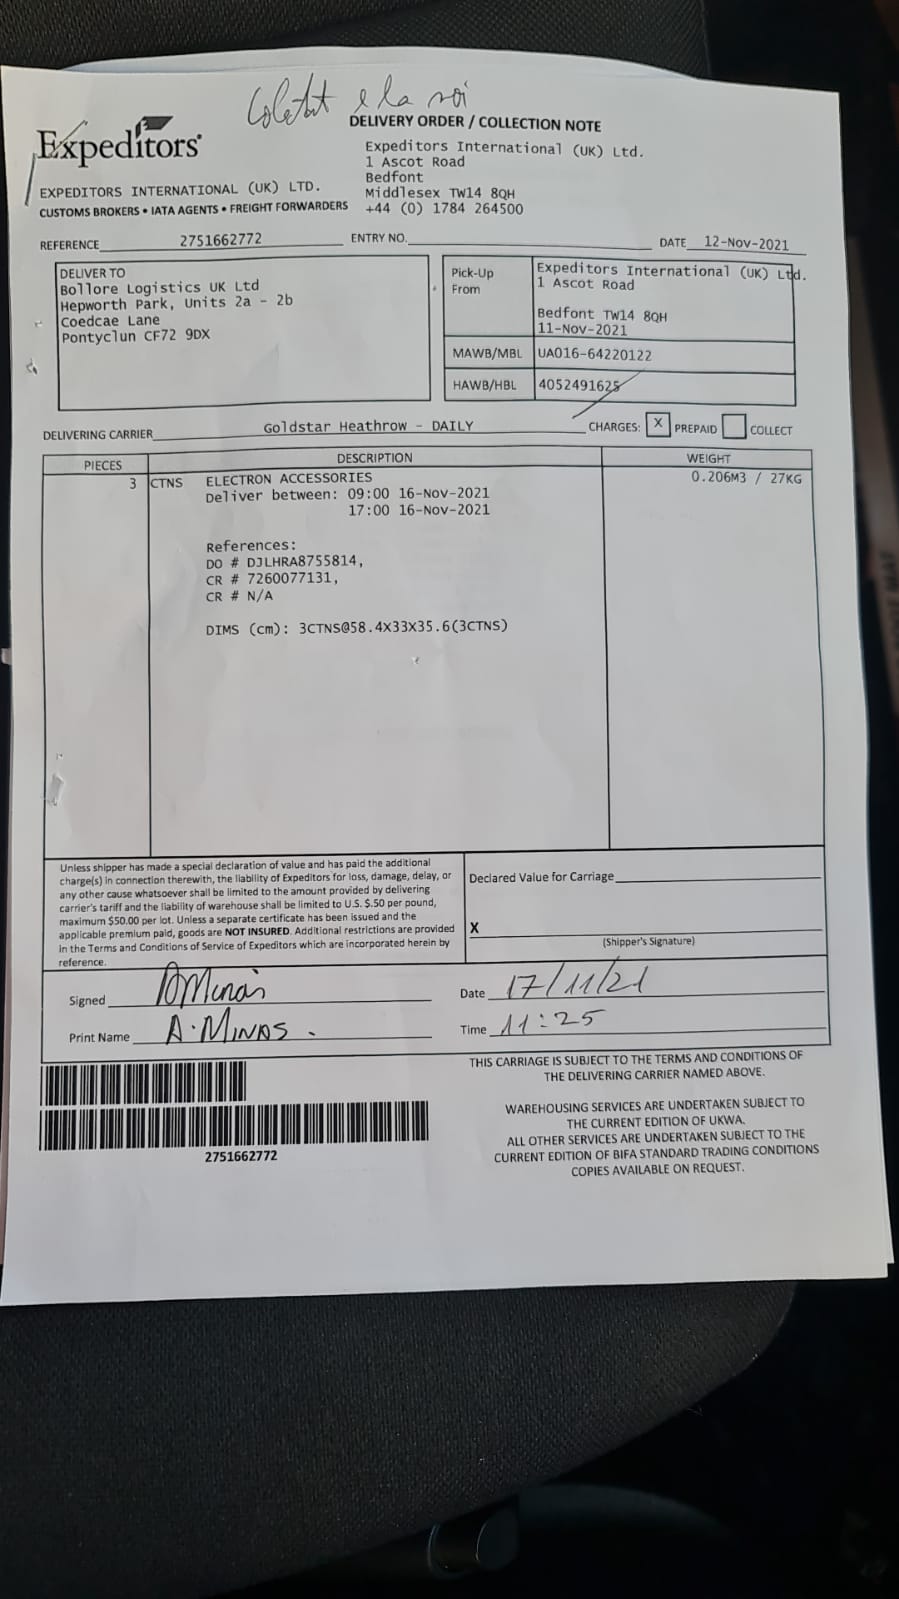 e la noi
DELIVERY ORDER / COLLECTION NOTE
Expeditors
Expeditors International (UK) Ltd.
1 Ascot Road
Bedfont
Middlesex TW14 8QH
+44 (0) 1784 264500
EXPEDITORS INTERNATIONAL (UK) LTD.
CUSTOMS BROKERS • IATA AGENTS • FREIGHT FORWARDERS
REFERENCE 2751662772 ENTRY NO. DATE 12-Nov-2021
DELIVER TO
Bollore Logistics UK Ltd
Hepworth Park, Units 2a - 2b
Coedcae Lane
Pontyclun CF72 9DX
Pick-Up From
Expeditors International (UK) Ltd.
1 Ascot Road
Bedfont TW14 8QH
11-Nov-2021
MAWB/MBL UA016-64220122
HAWB/HBL 4052491625
DELIVERING CARRIER Goldstar Heathrow - DAILY CHARGES: X PREPAID COLLECT
PIECES DESCRIPTION WEIGHT
3 CTNS ELECTRON ACCESSORIES 0.206M3 / 27KG
Deliver between: 09:00 16-Nov-2021
17:00 16-Nov-2021
References:
DO # DJLHRA8755814,
CR # 7260077131,
CR # N/A
DIMS (cm): 3CTNS@58.4X33X35.6(3CTNS)
Unless shipper has made a special declaration of value and has paid the additional
charge(s) in connection therewith, the liability of Expeditors for loss, damage, delay, or
any other cause whatsoever shall be limited to the amount provided by delivering
carrier's tariff and the liability of warehouse shall be limited to U.S. $.50 per pound,
maximum $50.00 per lot. Unless a separate certificate has been issued and the
applicable premium paid, goods are NOT INSURED. Additional restrictions are provided
in the Terms and Conditions of Service of Expeditors which are incorporated herein by
reference.
Declared Value for Carriage
X
(Shipper's Signature)
Signed
Date 17/11/21
Print Name A. MINAS.
Time 11:25
THIS CARRIAGE IS SUBJECT TO THE TERMS AND CONDITIONS OF
THE DELIVERING CARRIER NAMED ABOVE.
WAREHOUSING SERVICES ARE UNDERTAKEN SUBJECT TO
THE CURRENT EDITION OF UKWA.
ALL OTHER SERVICES ARE UNDERTAKEN SUBJECT TO THE
CURRENT EDITION OF BIFA STANDARD TRADING CONDITIONS
COPIES AVAILABLE ON REQUEST.
2751662772